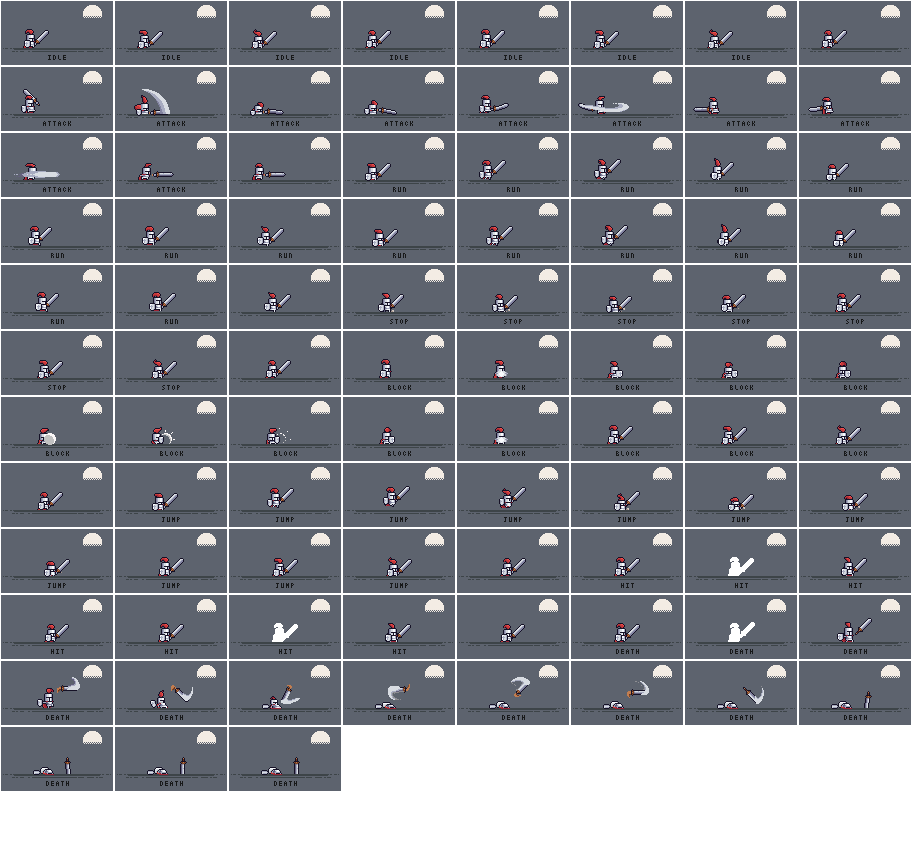 IDLE IDLE IDLE IDLE IDLE IDLE IDLE IDLE
ATTACK ATTACK ATTACK ATTACK ATTACK ATTACK ATTACK ATTACK
ATTACK ATTACK RUN RUN RUN RUN RUN
RUN RUN RUN RUN RUN RUN RUN RUN
RUN RUN STOP STOP STOP STOP STOP
STOP STOP BLOCK BLOCK BLOCK BLOCK BLOCK
BLOCK BLOCK BLOCK BLOCK BLOCK BLOCK BLOCK BLOCK
JUMP JUMP JUMP JUMP JUMP JUMP JUMP
JUMP JUMP JUMP JUMP HIT HIT HIT
HIT HIT HIT HIT DEATH DEATH DEATH
DEATH DEATH DEATH DEATH DEATH DEATH DEATH DEATH
DEATH DEATH DEATH